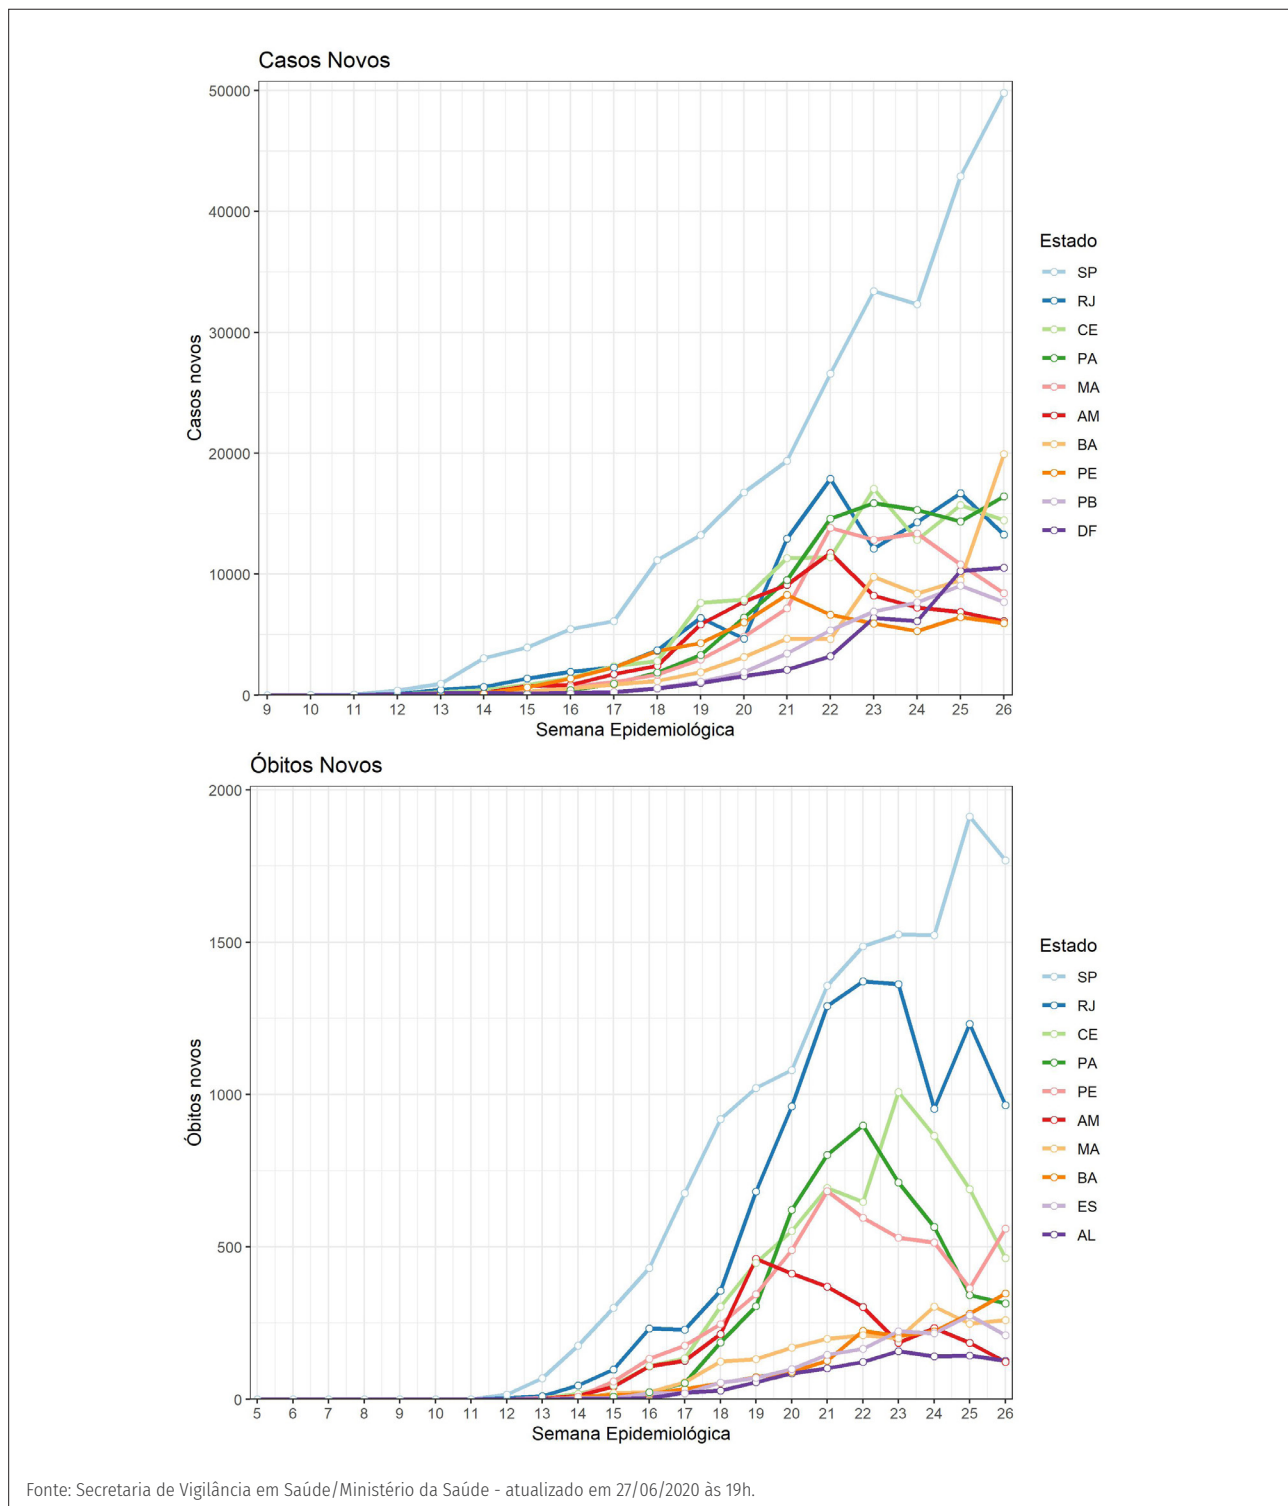 Casos Novos
50000
40000
30000
20000
10000
0
Casos novos
9 10 11 12 13 14 15 16 17 18 19 20 21 22 23 24 25 26
Semana Epidemiológica
Estado
SP
RJ
CE
PA
MA
AM
BA
PE
PB
DF
Óbitos Novos
2000
1500
1000
500
0
Óbitos novos
5 6 7 8 9 10 11 12 13 14 15 16 17 18 19 20 21 22 23 24 25 26
Semana Epidemiológica
Estado
SP
RJ
CE
PA
PE
AM
MA
BA
ES
AL
Fonte: Secretaria de Vigilância em Saúde/Ministério da Saúde - atualizado em 27/06/2020 às 19h.